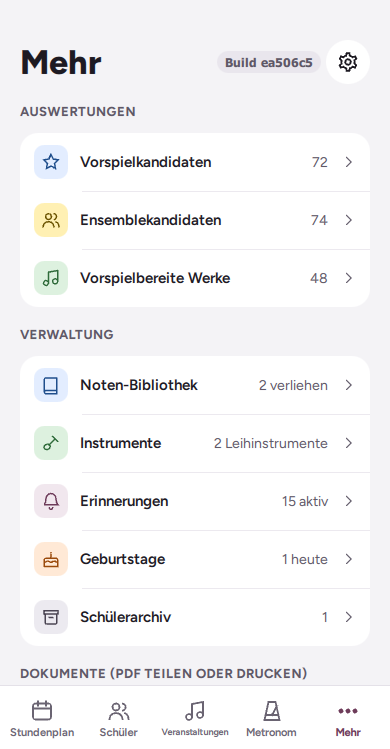 Mehr
Build ea506c5
AUSWERTUNGEN
Vorspielkandidaten 72
Ensemblekandidaten 74
Vorspielbereite Werke 48
VERWALTUNG
Noten-Bibliothek 2 verliehen
Instrumente 2 Leihinstrumente
Erinnerungen 15 aktiv
Geburtstage 1 heute
Schülerarchiv 1
DOKUMENTE (PDF TEILEN ODER DRUCKEN)
Stundenplan Schüler Veranstaltungen Metronom Mehr